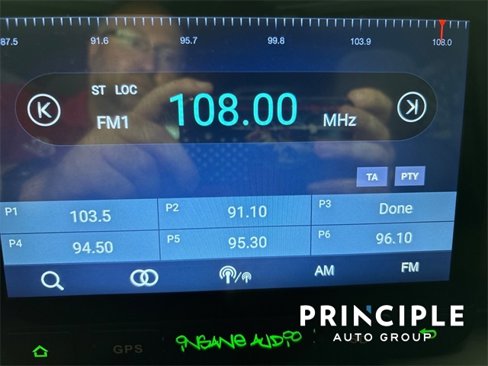 87.5 91.6 95.7 99.8 103.9 108.0
ST LOC
FM1 108.00 MHz
TA PTY
P1 103.5 P2 91.10 P3 Done
P4 94.50 P5 95.30 P6 96.10
AM FM
PRINCIPLE
AUTO GROUP
GPS INSANE AUDIO